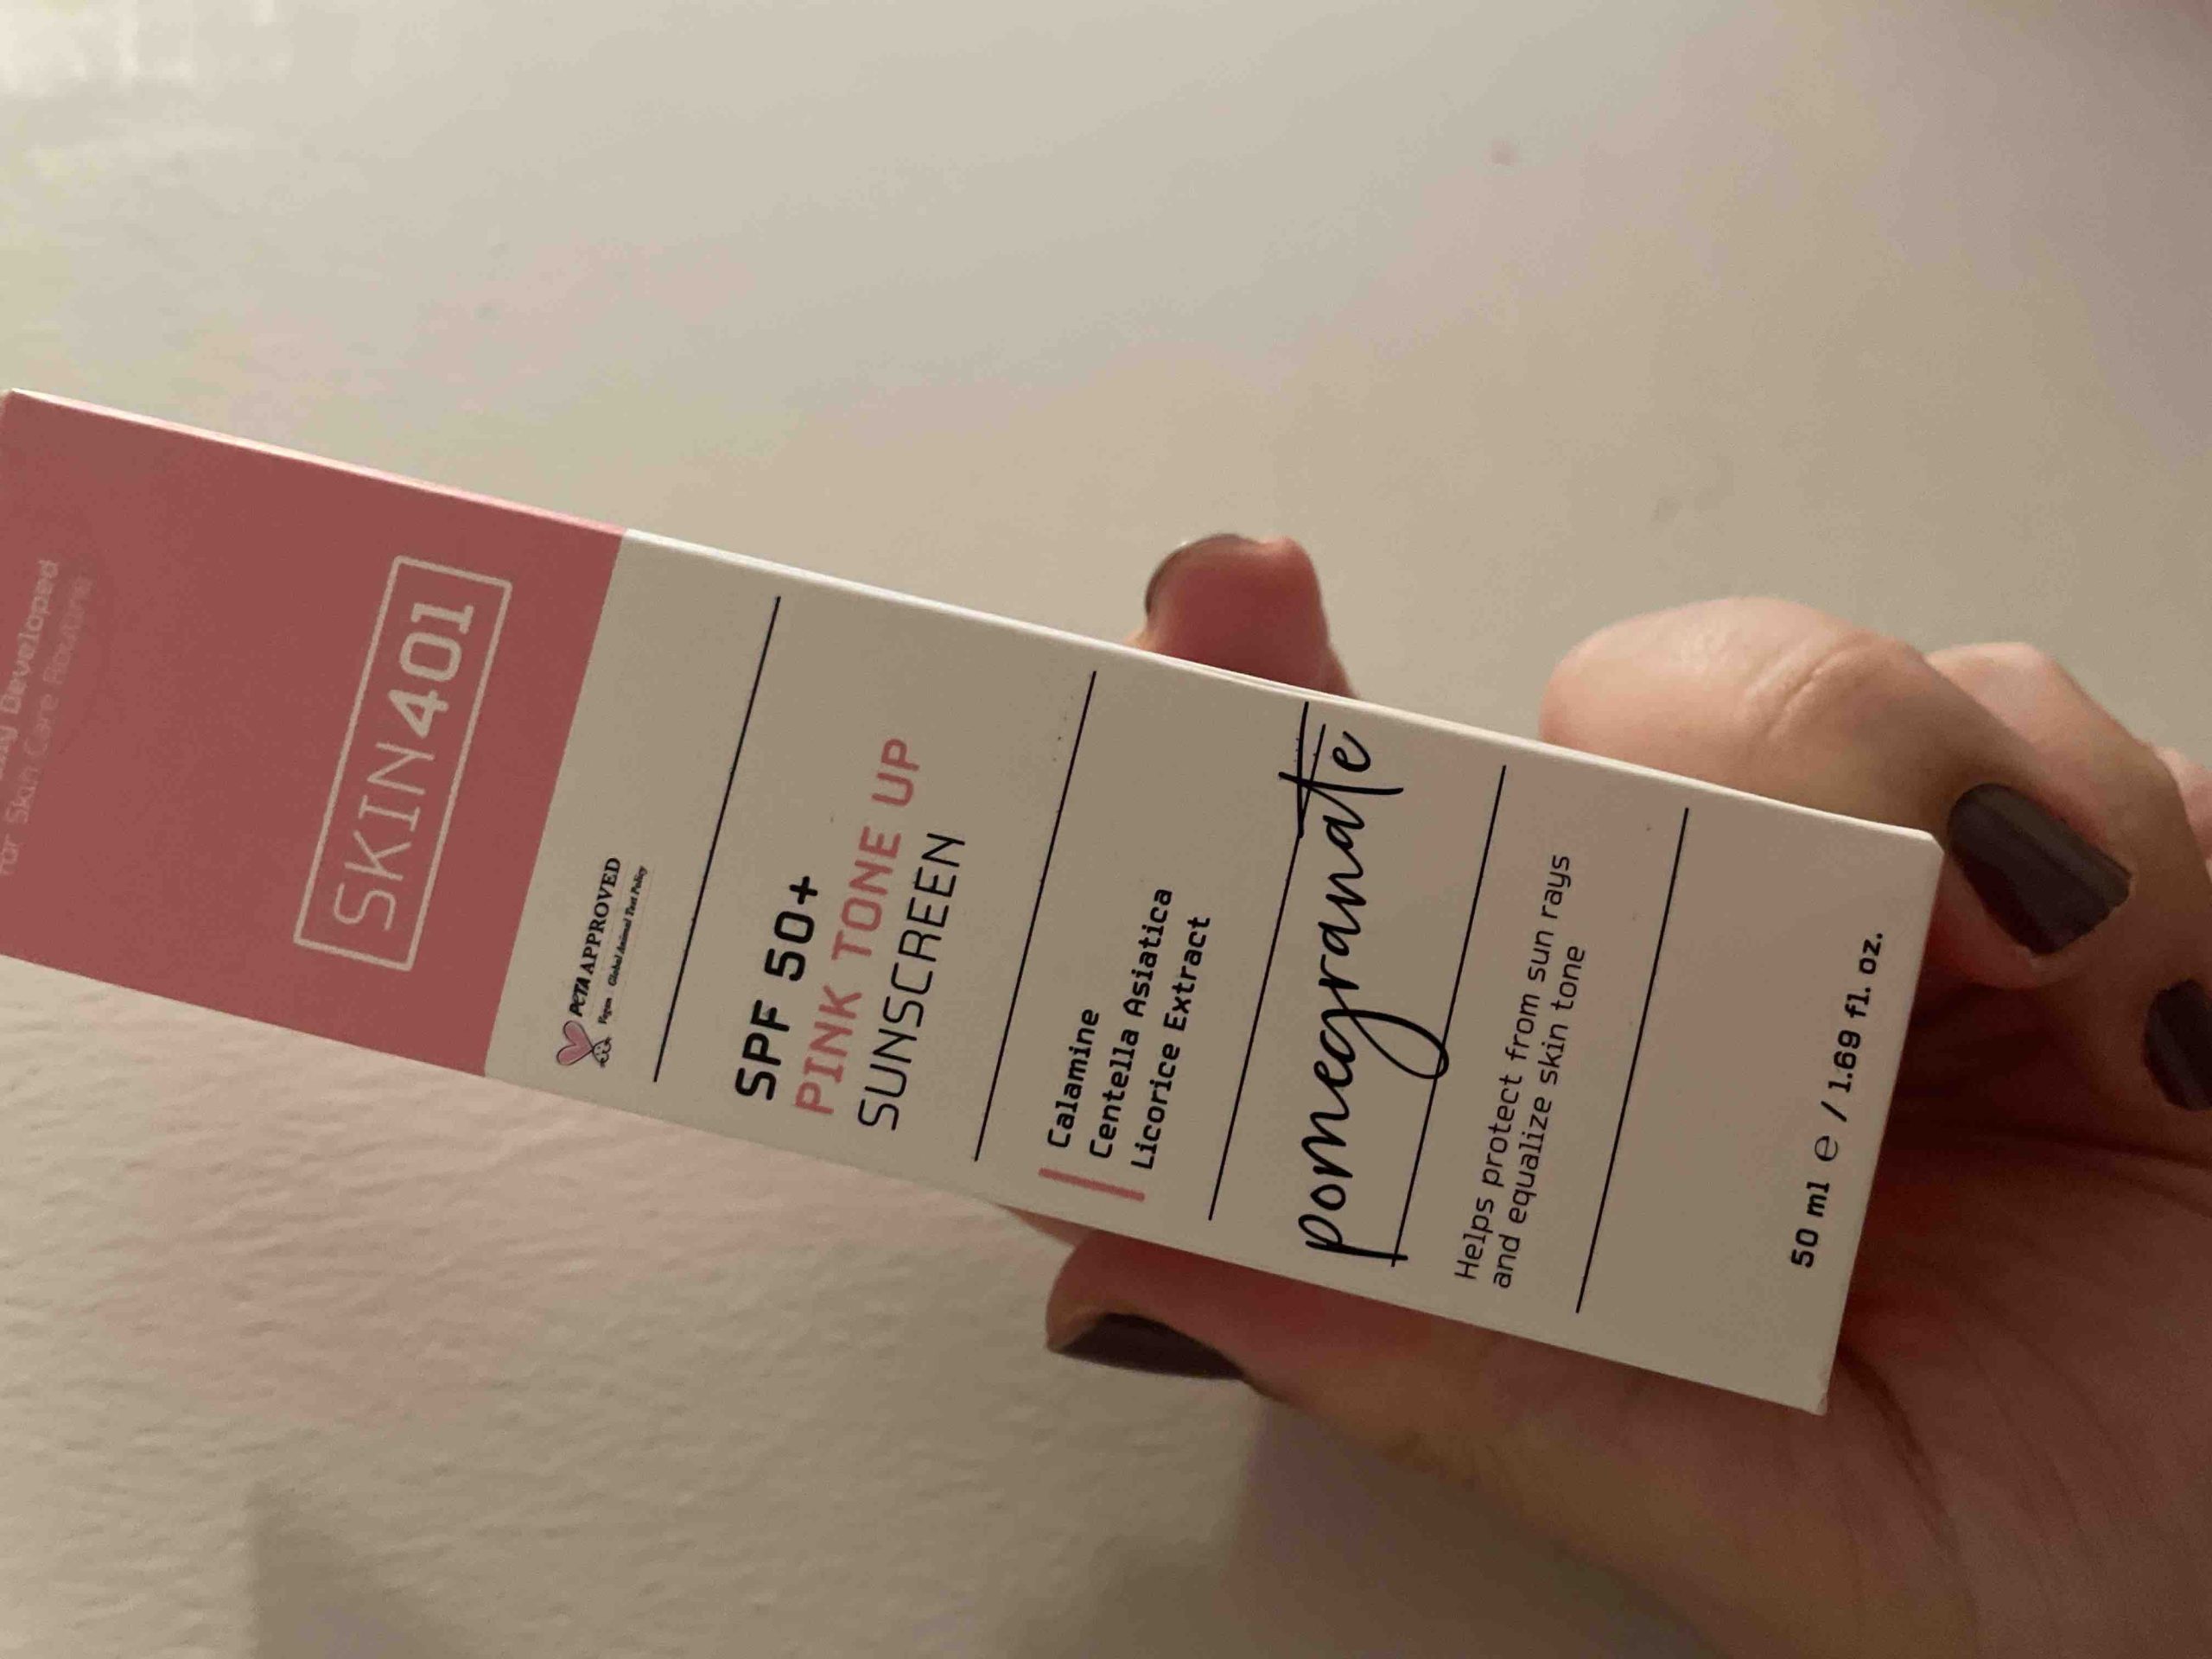 Developed
For Skin Care Routine
SKIN401
PETA APPROVED
Vegan | Global Animal Test Policy
SPF 50+
PINK TONE UP
SUNSCREEN
Calamine
Centella Asiatica
Licorice Extract
pomegranate
Helps protect from sun rays
and equalize skin tone
50 ml e / 1.69 fl. oz.